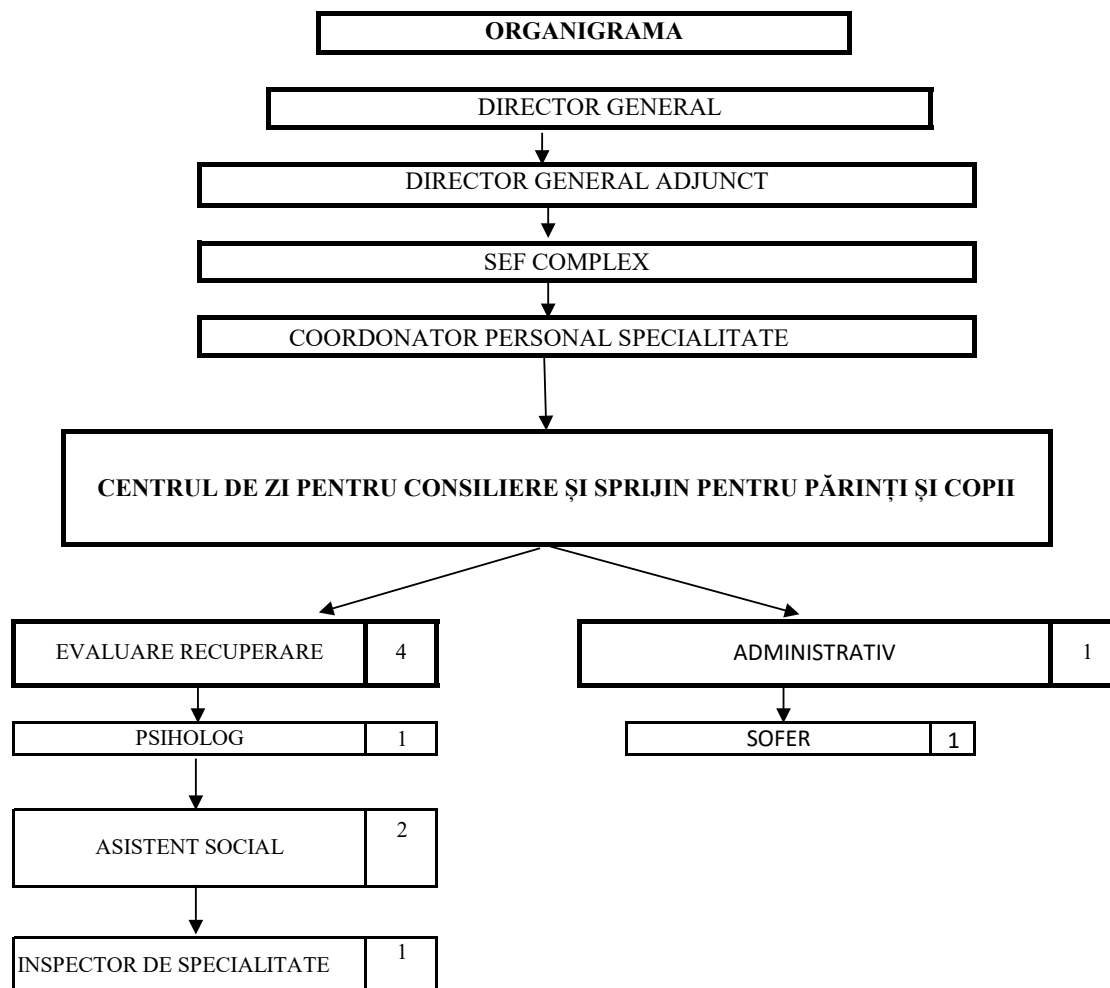 ORGANIGRAMA
DIRECTOR GENERAL
DIRECTOR GENERAL ADJUNCT
SEF COMPLEX
COORDONATOR PERSONAL SPECIALITATE
CENTRUL DE ZI PENTRU CONSILIERE ȘI SPRIJIN PENTRU PĂRINȚI ȘI COPII
EVALUARE RECUPERARE 4
ADMINISTRATIV 1
PSIHOLOG 1
SOFER 1
ASISTENT SOCIAL 2
INSPECTOR DE SPECIALITATE 1